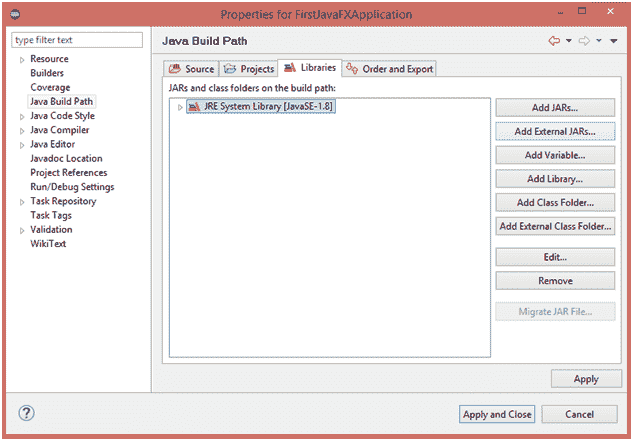 Properties for FirstJavaFXApplication
type filter text
Resource
Builders
Coverage
Java Build Path
Java Code Style
Java Compiler
Java Editor
Javadoc Location
Project References
Run/Debug Settings
Task Repository
Task Tags
Validation
WikiText
Java Build Path
Source
Projects
Libraries
Order and Export
JARs and class folders on the build path:
JRE System Library [JavaSE-1.8]
Add JARs...
Add External JARs...
Add Variable...
Add Library...
Add Class Folder...
Add External Class Folder...
Edit...
Remove
Migrate JAR File...
Apply
?
Apply and Close
Cancel